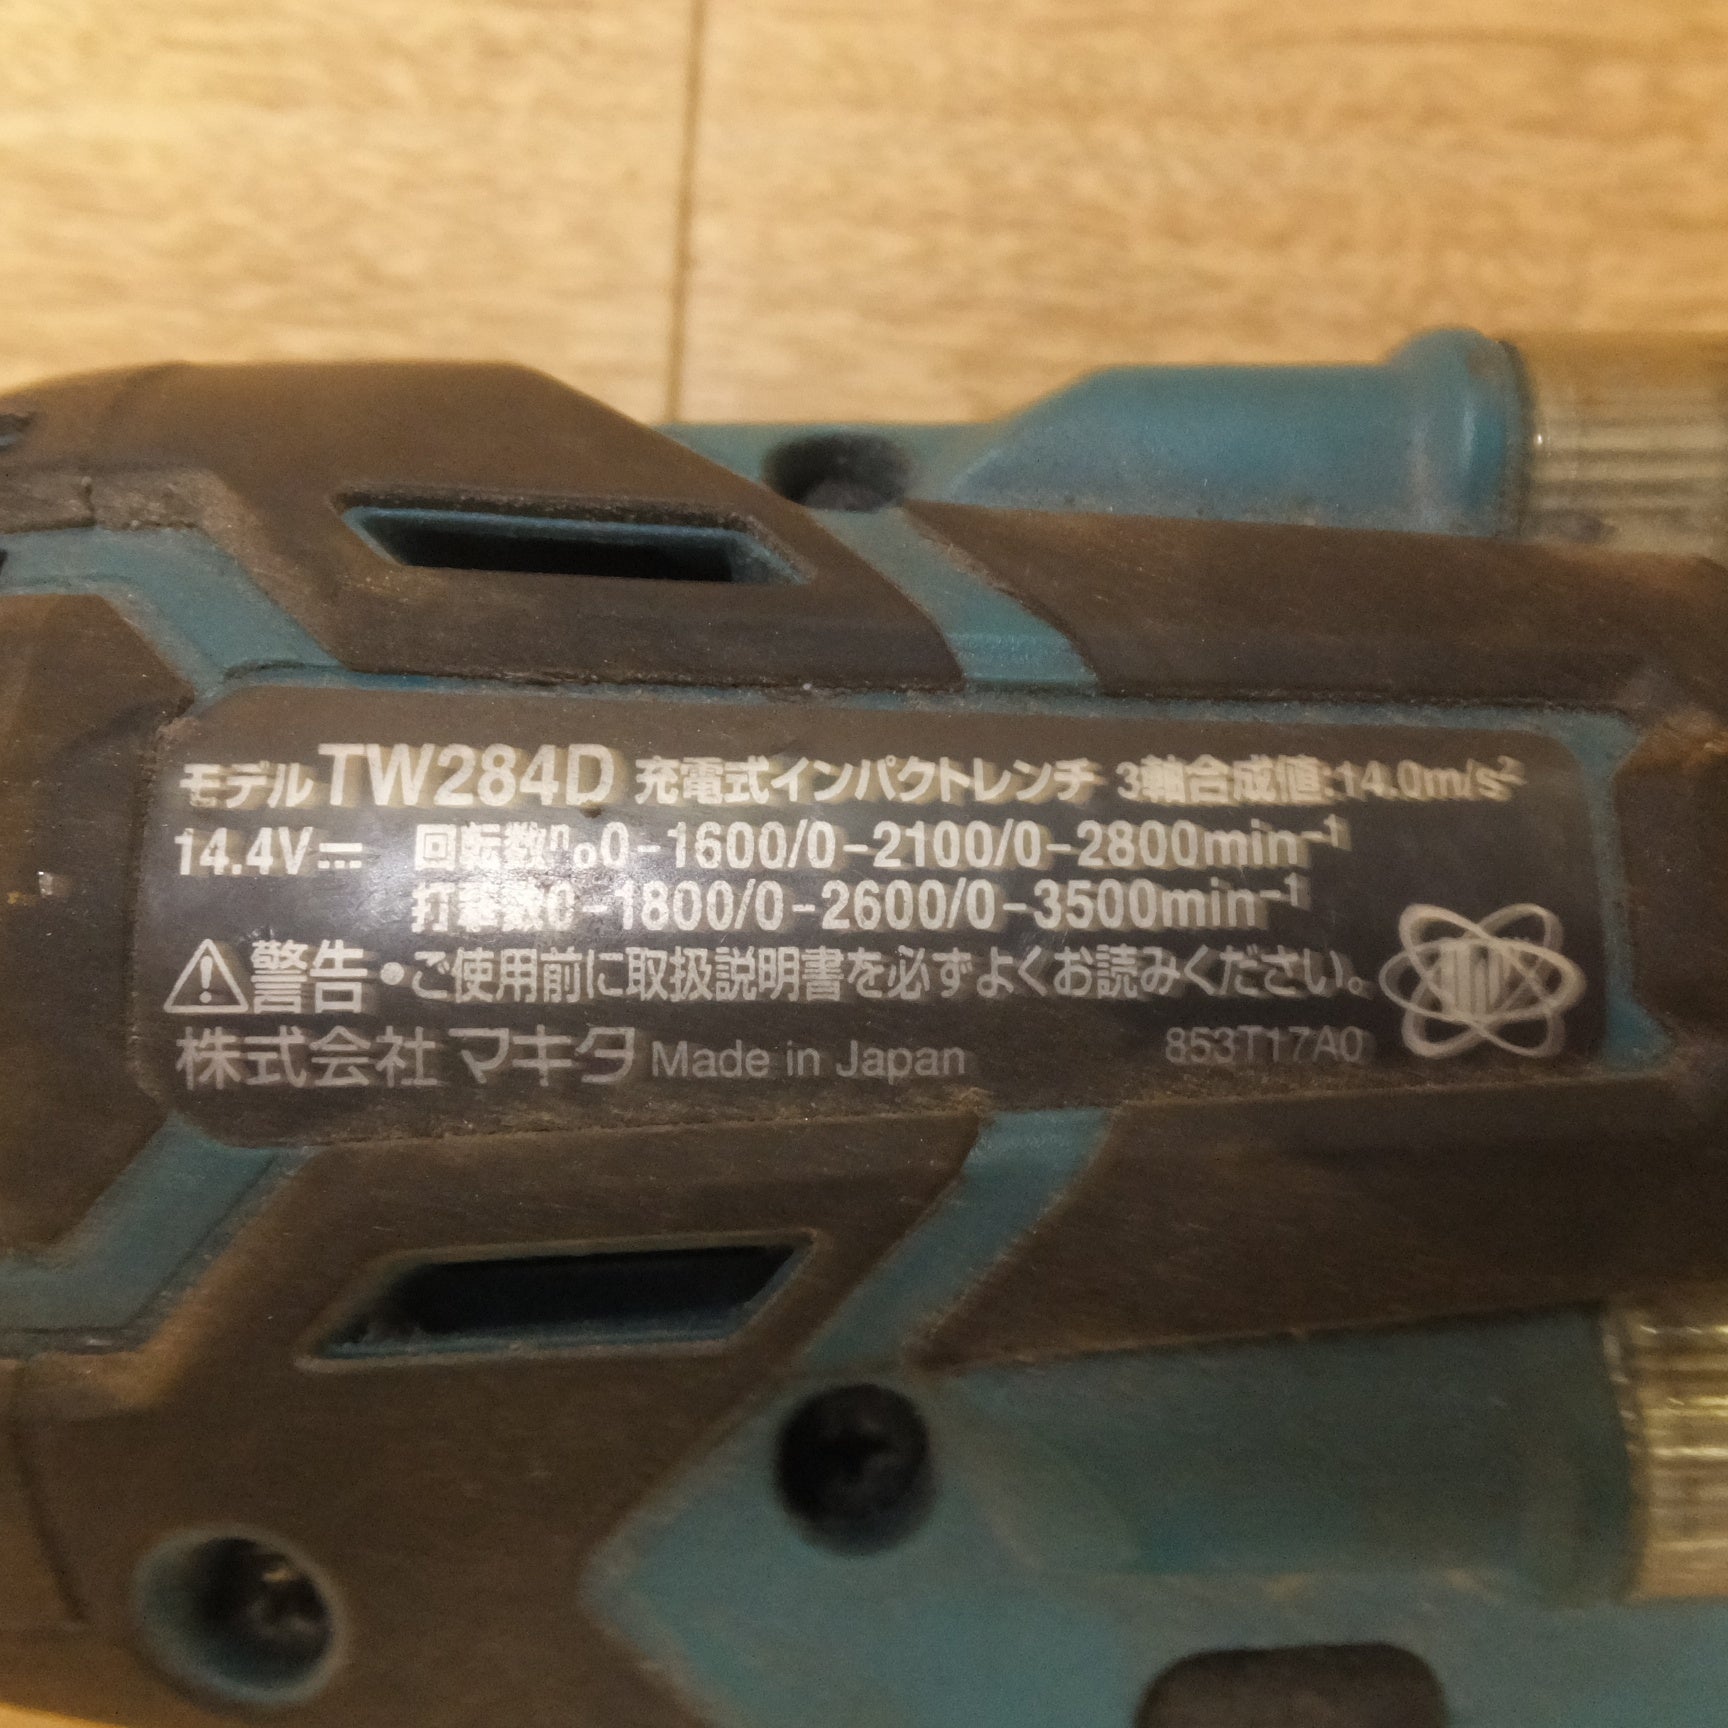 モデル TW284D 充電式インパクトレンチ 3軸合成値:14.0m/s²
14.4V⎓ 回転数n₀0-1600/0-2100/0-2800min⁻¹
打撃数0-1800/0-2600/0-3500min⁻¹
⚠警告・ご使用前に取扱説明書を必ずよくお読みください。
株式会社 マキタ Made in Japan 853T17A0